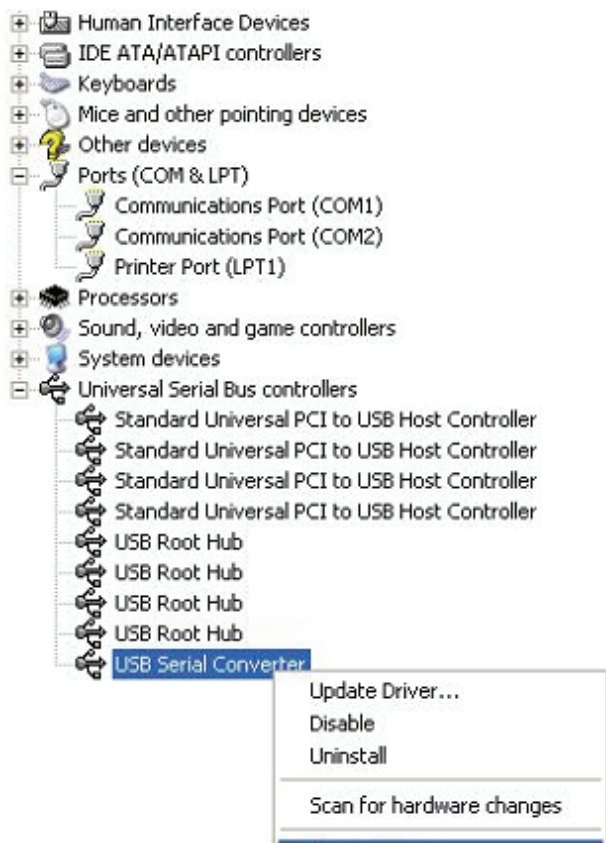 Human Interface Devices
IDE ATA/ATAPI controllers
Keyboards
Mice and other pointing devices
Other devices
Ports (COM & LPT)
Communications Port (COM1)
Communications Port (COM2)
Printer Port (LPT1)
Processors
Sound, video and game controllers
System devices
Universal Serial Bus controllers
Standard Universal PCI to USB Host Controller
Standard Universal PCI to USB Host Controller
Standard Universal PCI to USB Host Controller
Standard Universal PCI to USB Host Controller
USB Root Hub
USB Root Hub
USB Root Hub
USB Root Hub
USB Serial Converter
Update Driver...
Disable
Uninstall
Scan for hardware changes